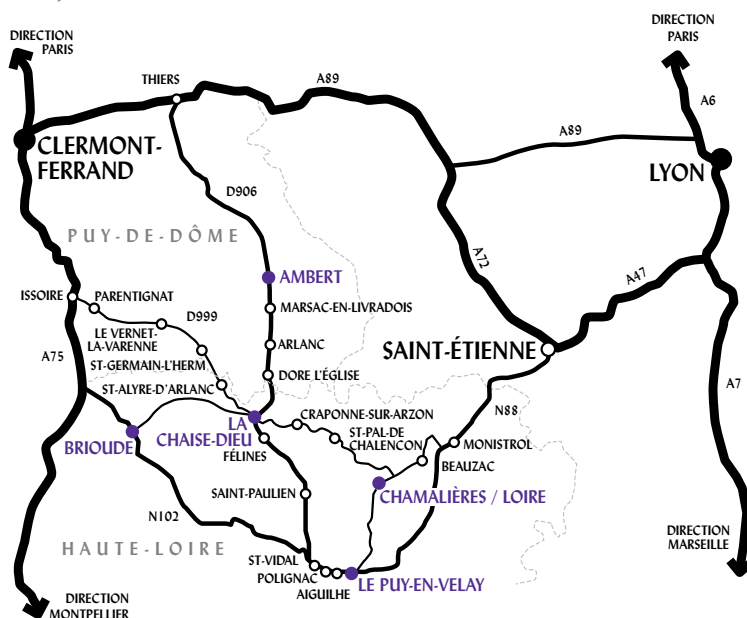 DIRECTION
PARIS
DIRECTION
PARIS
THIERS
A89
A6
A89
CLERMONT-
FERRAND
LYON
D906
PUY-DE-DÔME
AMBERT
A72
A47
ISSOIRE
PARENTIGNAT
MARSAC-EN-LIVRADOIS
D999
LE VERNET-
LA-VARENNE
ARLANC
SAINT-ÉTIENNE
A75
ST-GERMAIN-L'HERM
DORE L'ÉGLISE
A7
ST-ALYRE-D'ARLANC
N88
CRAPONNE-SUR-ARZON
LA
CHAISE-DIEU
ST-PAL-DE
CHALENCON
MONISTROL
BRIOUDE
FÉLINES
BEAUZAC
SAINT-PAULIEN
CHAMALIÈRES / LOIRE
N102
DIRECTION
MARSEILLE
HAUTE-LOIRE
ST-VIDAL
POLIGNAC
LE PUY-EN-VELAY
AIGUILHE
DIRECTION
MONTPELLIER